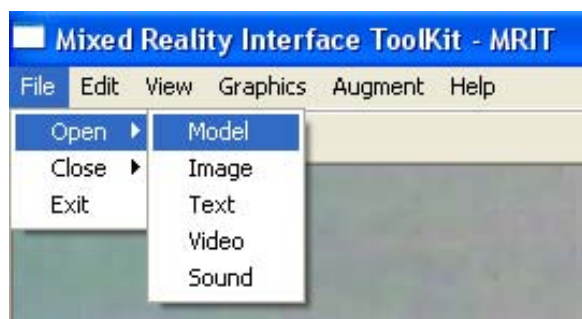 Mixed Reality Interface ToolKit - MRIT
File Edit View Graphics Augment Help
Open Model
Close Image
Exit Text
Video
Sound